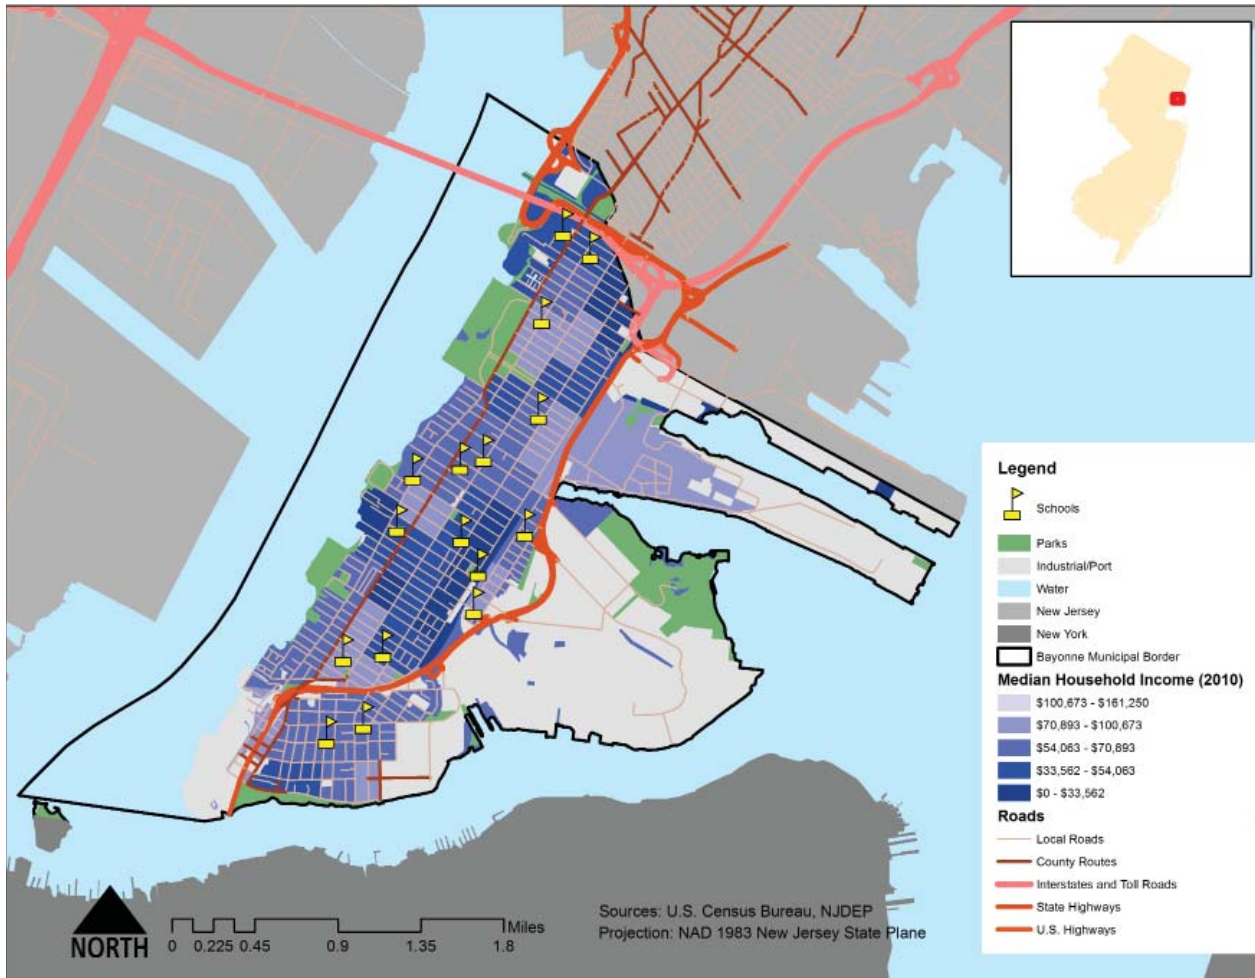 Legend
Schools
Parks
Industrial/Port
Water
New Jersey
New York
Bayonne Municipal Border
Median Household Income (2010)
$100,673 - $161,250
$70,893 - $100,673
$54,063 - $70,893
$33,562 - $54,063
$0 - $33,562
Roads
Local Roads
County Routes
Interstates and Toll Roads
State Highways
U.S. Highways
NORTH
Miles
0 0.225 0.45 0.9 1.35 1.8
Sources: U.S. Census Bureau, NJDEP
Projection: NAD 1983 New Jersey State Plane